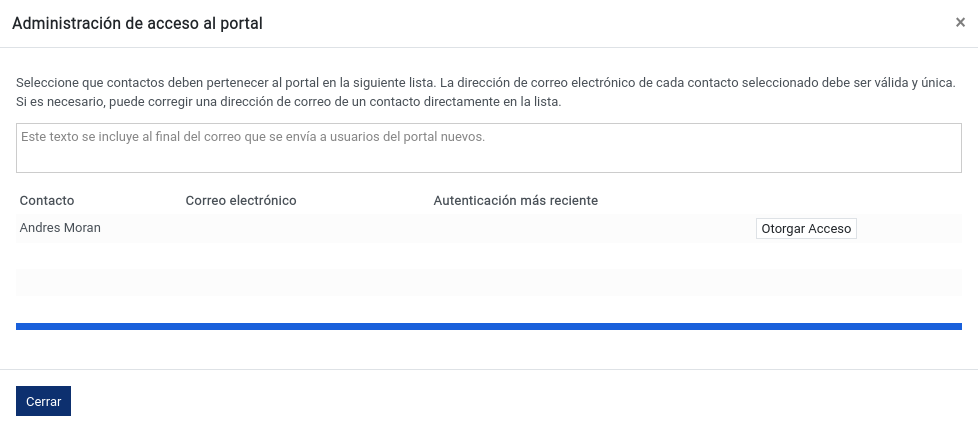 Administración de acceso al portal
×
Seleccione que contactos deben pertenecer al portal en la siguiente lista. La dirección de correo electrónico de cada contacto seleccionado debe ser válida y única.
Si es necesario, puede corregir una dirección de correo de un contacto directamente en la lista.
Este texto se incluye al final del correo que se envía a usuarios del portal nuevos.
Contacto Correo electrónico Autenticación más reciente
Andres Moran Otorgar Acceso
Cerrar